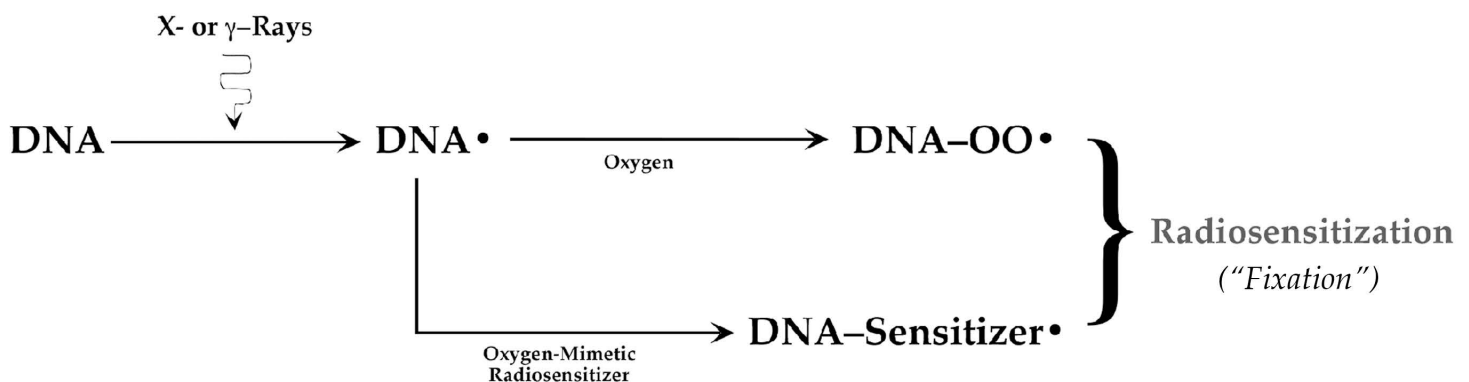 X- or γ–Rays
DNA
DNA•
Oxygen
DNA–OO•
Radiosensitization
(“Fixation”)
DNA–Sensitizer•
Oxygen-Mimetic
Radiosensitizer